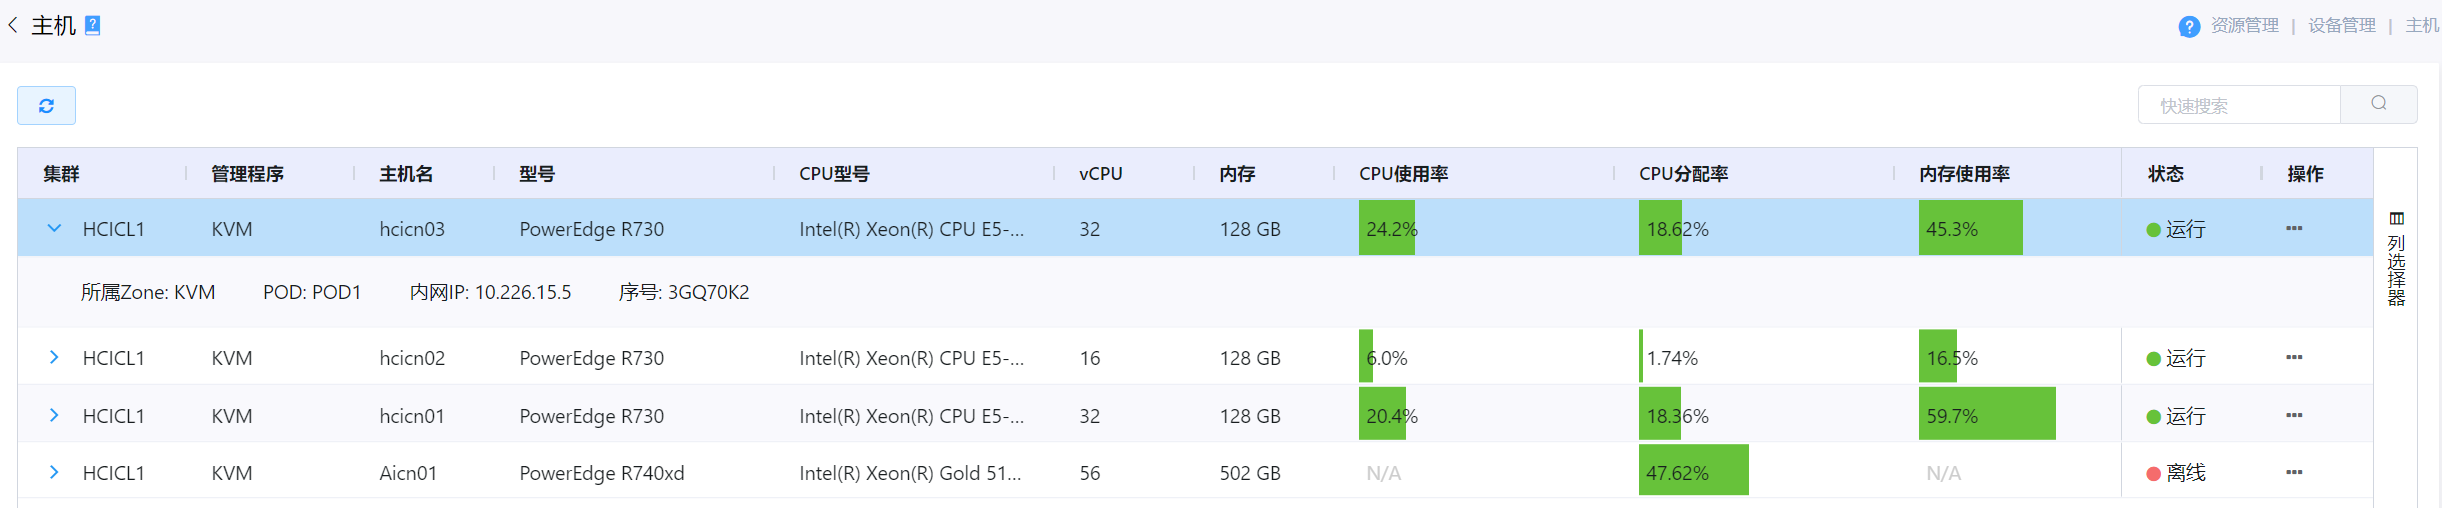 主机
资源管理 | 设备管理 | 主机
快速搜索
集群 管理程序 主机名 型号 CPU型号 vCPU 内存 CPU使用率 CPU分配率 内存使用率 状态 操作
HCICL1 KVM hcicn03 PowerEdge R730 Intel(R) Xeon(R) CPU E5-... 32 128 GB 24.2% 18.62% 45.3% 运行 ···
列选择器
所属Zone: KVM POD: POD1 内网IP: 10.226.15.5 序号: 3GQ70K2
HCICL1 KVM hcicn02 PowerEdge R730 Intel(R) Xeon(R) CPU E5-... 16 128 GB 6.0% 1.74% 16.5% 运行 ···
HCICL1 KVM hcicn01 PowerEdge R730 Intel(R) Xeon(R) CPU E5-... 32 128 GB 20.4% 18.36% 59.7% 运行 ···
HCICL1 KVM Aicn01 PowerEdge R740xd Intel(R) Xeon(R) Gold 51... 56 502 GB N/A 47.62% N/A 离线 ···